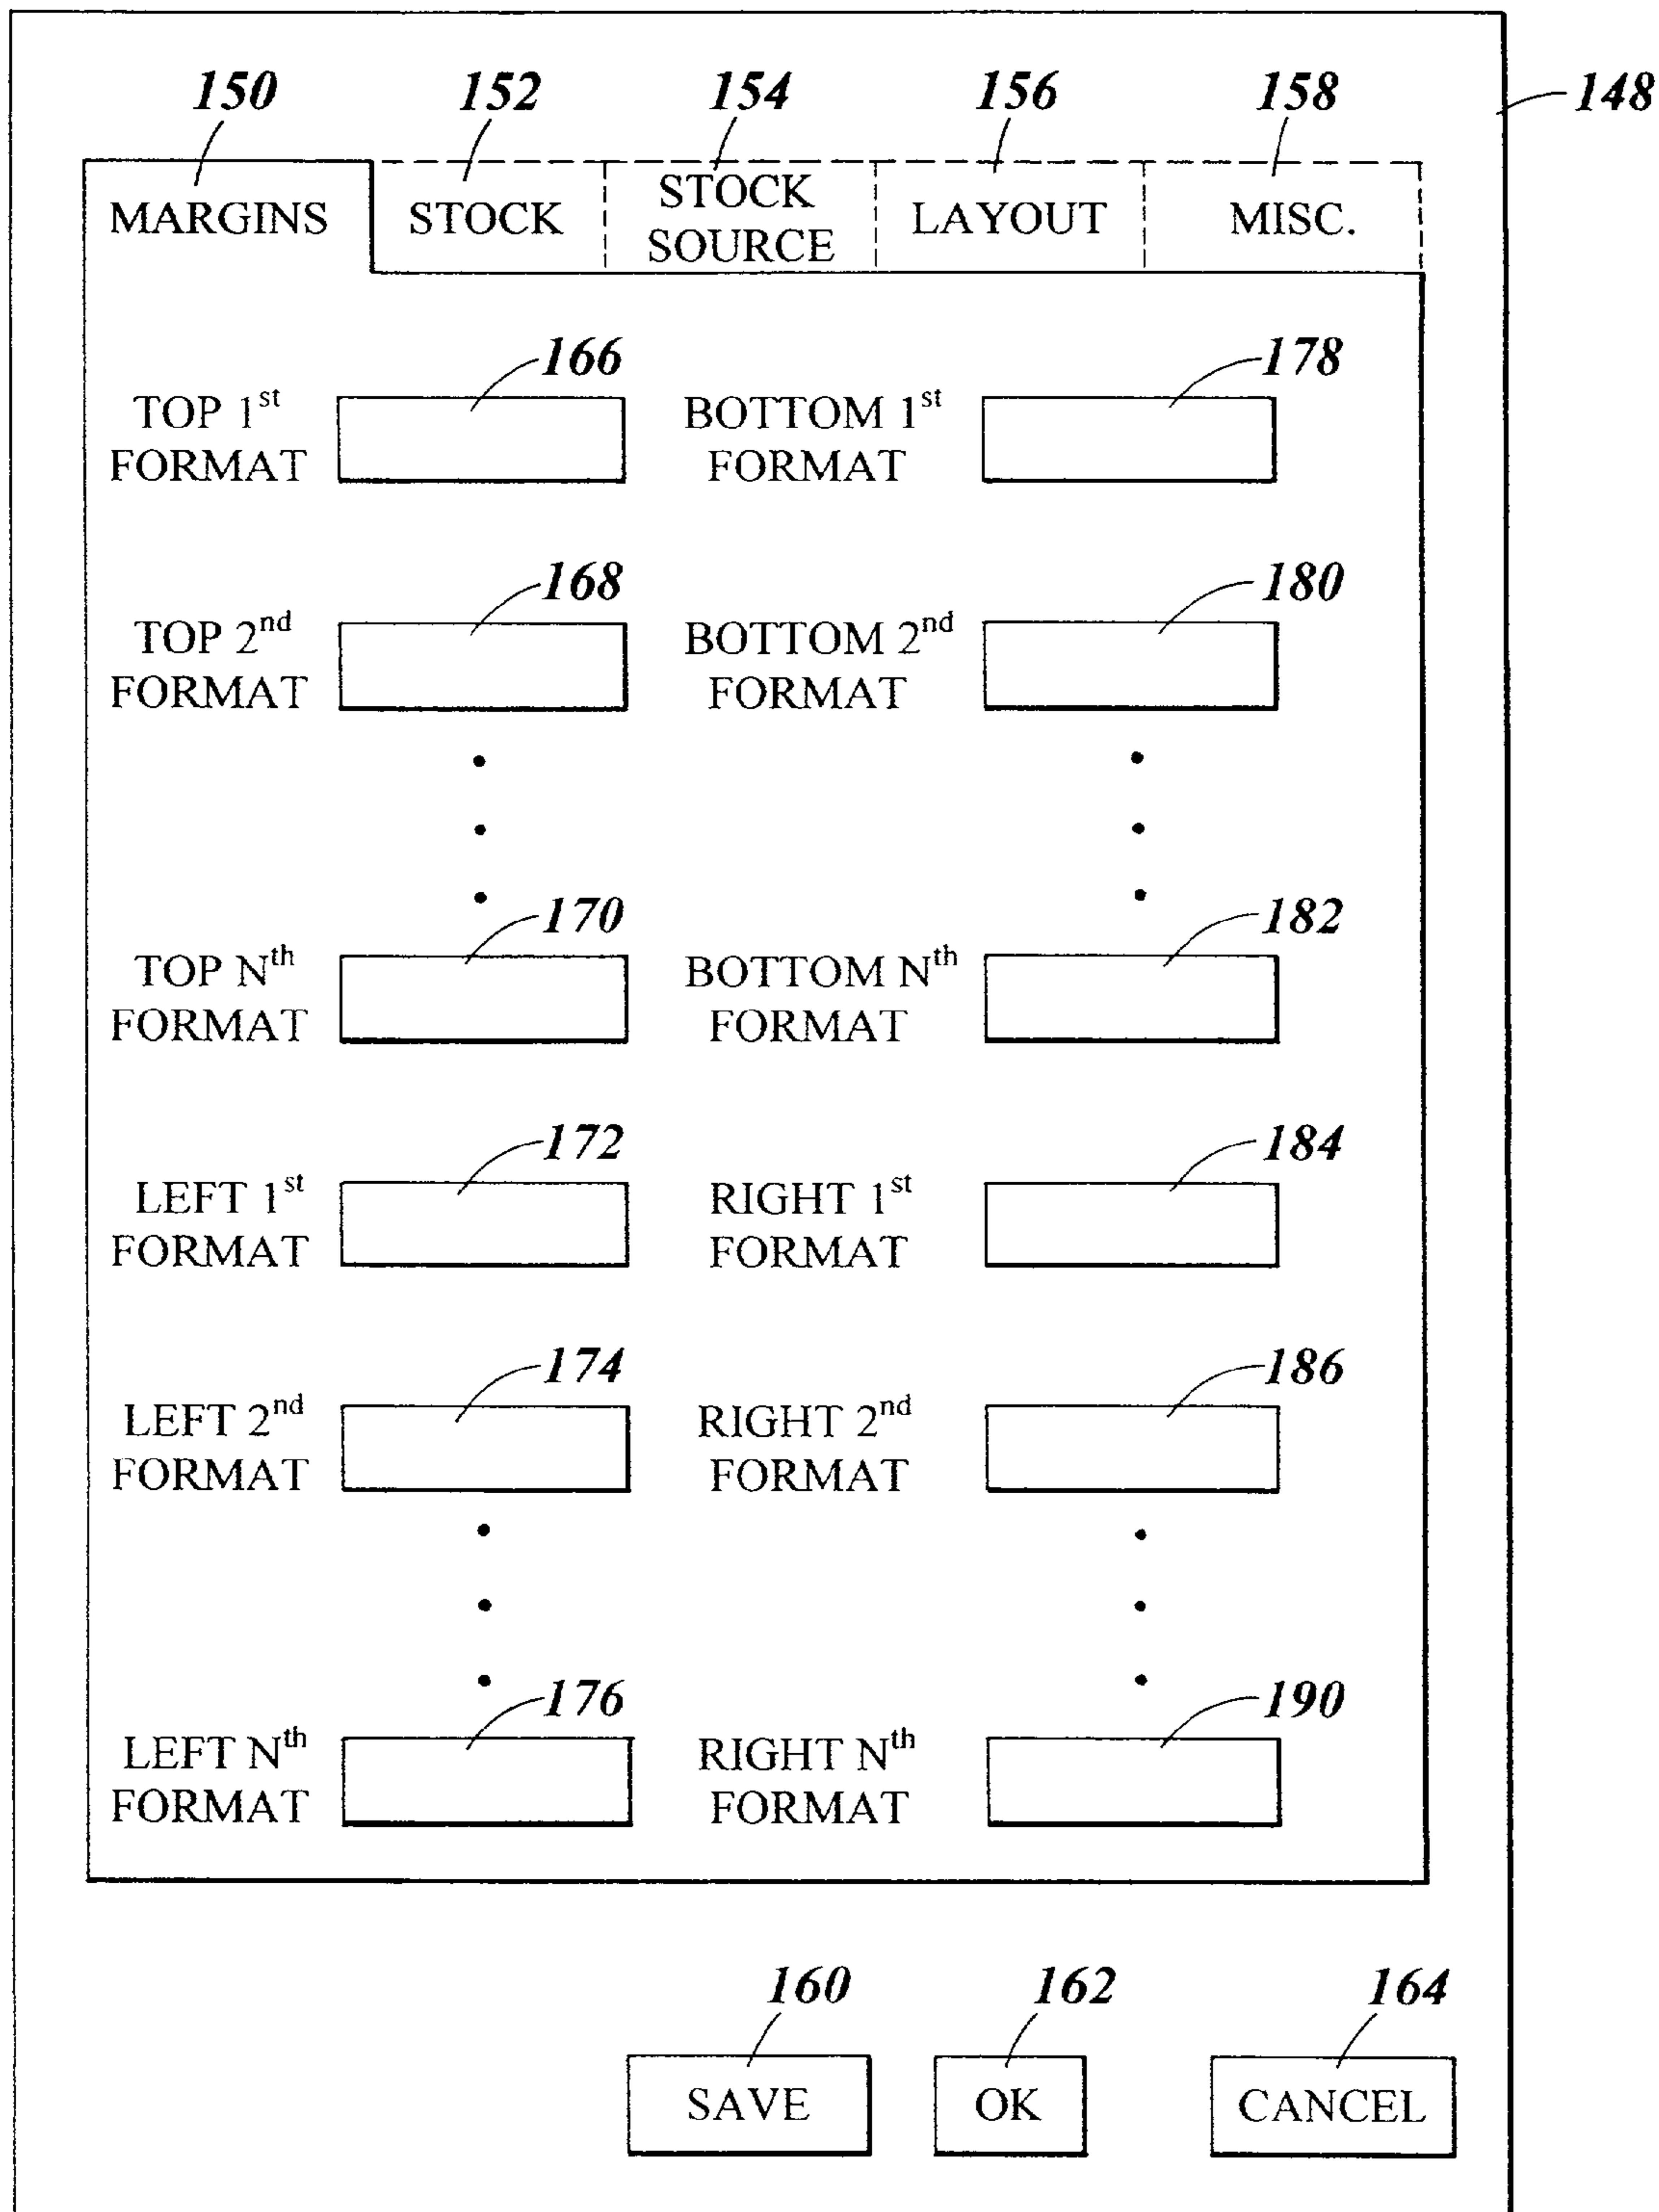 150 152 154 156 158 148
MARGINS STOCK STOCK SOURCE LAYOUT MISC.
166 178
TOP 1st BOTTOM 1st
FORMAT FORMAT
168 180
TOP 2nd BOTTOM 2nd
FORMAT FORMAT
170 182
TOP Nth BOTTOM Nth
FORMAT FORMAT
172 184
LEFT 1st RIGHT 1st
FORMAT FORMAT
174 186
LEFT 2nd RIGHT 2nd
FORMAT FORMAT
176 190
LEFT Nth RIGHT Nth
FORMAT FORMAT
160 162 164
SAVE OK CANCEL